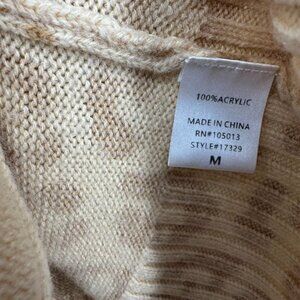 100%ACRYLIC
MADE IN CHINA
RN#105013
STYLE#17329
M